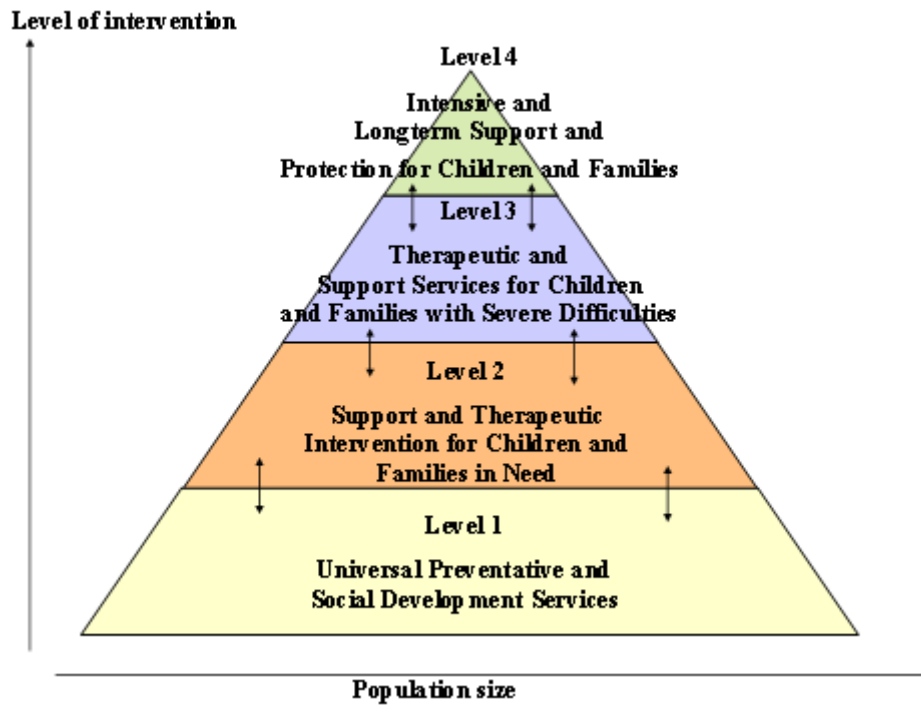 Level of intervention
Level 4
Intensive and
Longterm Support and
Protection for Children and Families
Level 3
Therapeutic and
Support Services for Children
and Families with Severe Difficulties
Level 2
Support and Therapeutic
Intervention for Children and
Families in Need
Level 1
Universal Preventative and
Social Development Services
Population size